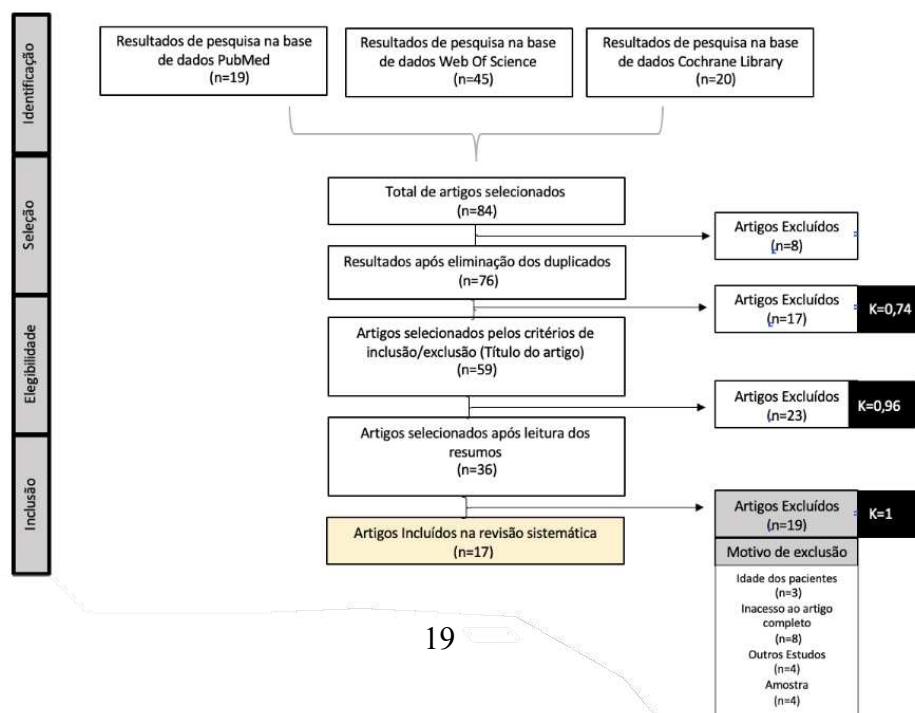 Identificação
Resultados de pesquisa na base
de dados PubMed
(n=19)
Resultados de pesquisa na base
de dados Web Of Science
(n=45)
Resultados de pesquisa na base
de dados Cochrane Library
(n=20)
Seleção
Total de artigos selecionados
(n=84)
Artigos Excluídos
(n=8)
Resultados após eliminação dos duplicados
(n=76)
Artigos Excluídos
(n=17)
K=0,74
Elegibilidade
Artigos selecionados pelos critérios de
inclusão/exclusão (Título do artigo)
(n=59)
Artigos Excluídos
(n=23)
K=0,96
Artigos selecionados após leitura dos
resumos
(n=36)
Inclusão
Artigos Excluídos
(n=19)
K=1
Artigos Incluídos na revisão sistemática
(n=17)
Motivo de exclusão
Idade dos pacientes
(n=3)
Inacesso ao artigo
completo
(n=8)
Outros Estudos
(n=4)
Amostra
(n=4)
19